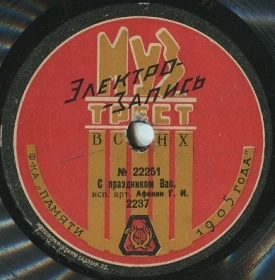 МУЗ
ТРЕСТ
ЭЛЕКТРО-
-ЗАПИСЬ
ВСНХ
№ 22251
С праздником Вас,
исп. арт. Афонин Г. И.
2237
Ф-КА „ПАМЯТИ 1905 ГОДА"